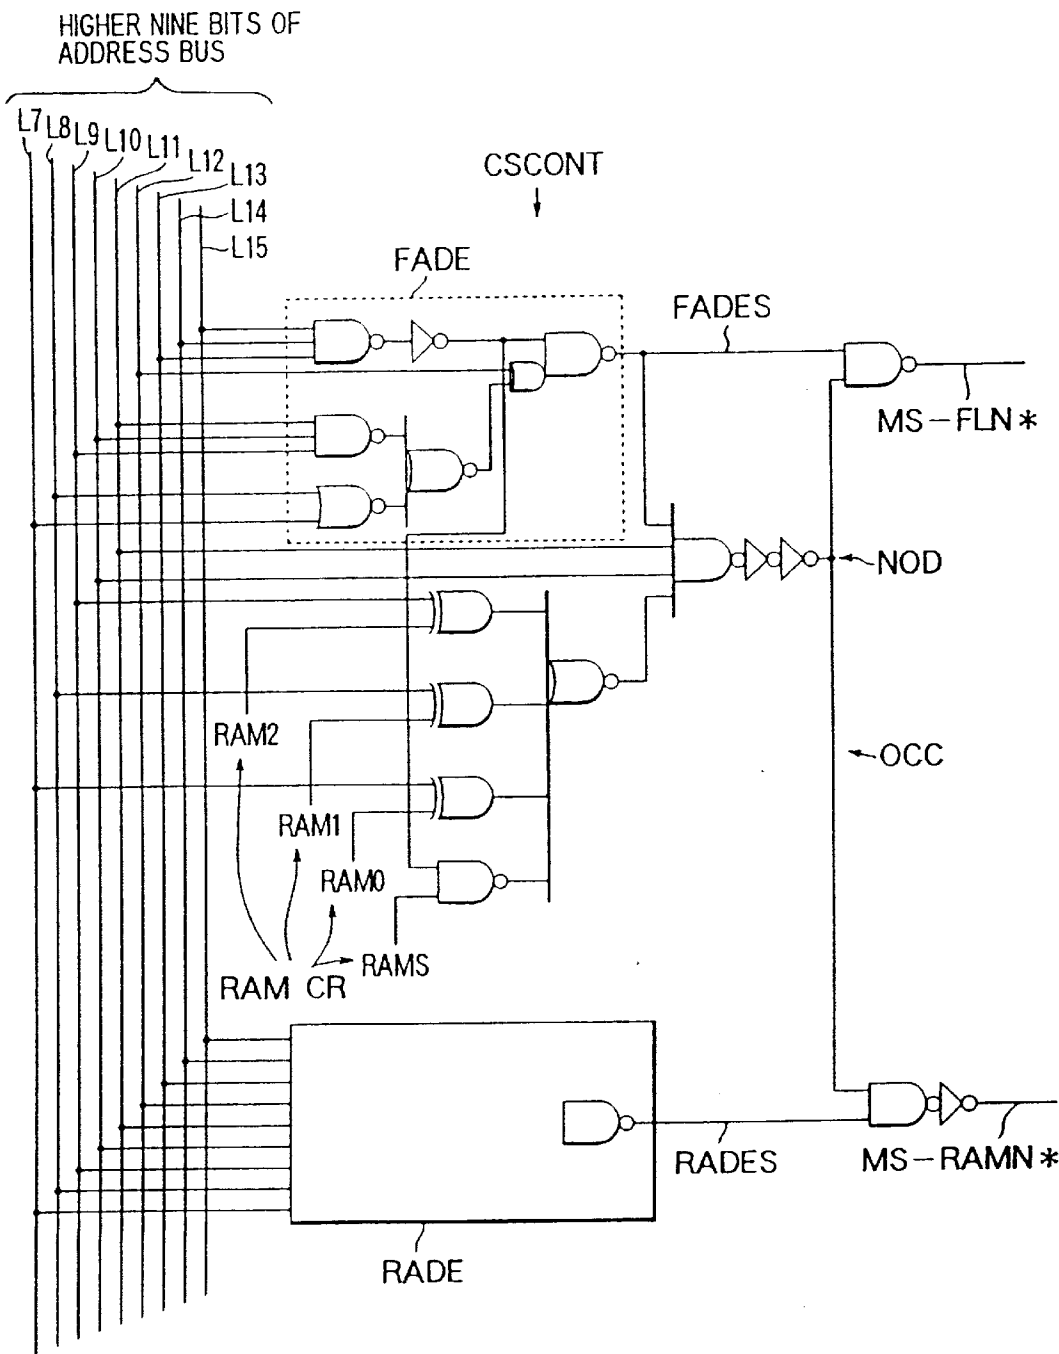 HIGHER NINE BITS OF
ADDRESS BUS
L7
L8
L9
L10
L11
L12
L13
L14
L15
CSCONT
FADE
FADES
MS-FLN*
NOD
OCC
RAM2
RAM1
RAM0
RAMS
RAM CR
RADES
MS-RAMN*
RADE